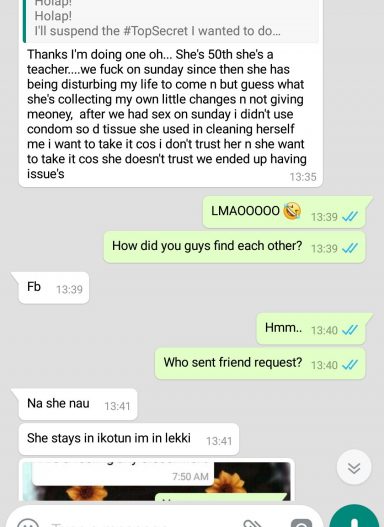 Holap!
Holap!
I'll suspend the #TopSecret I wanted to do…
Thanks I'm doing one oh... She's 50th she's a
teacher....we fuck on sunday since then she has
being disturbing my life to come n but guess what
she's collecting my own little changes n not giving
meoney, after we had sex on sunday i didn't use
condom so d tissue she used in cleaning herself
me i want to take it cos i don't trust her n she want
to take it cos she doesn't trust we ended up having
issue's
13:35
LMAOOOOO 🤣 13:39
How did you guys find each other? 13:39
Fb 13:39
Hmm.. 13:40
Who sent friend request? 13:40
Na she nau 13:41
She stays in ikotun im in lekki 13:41
7:50 AM